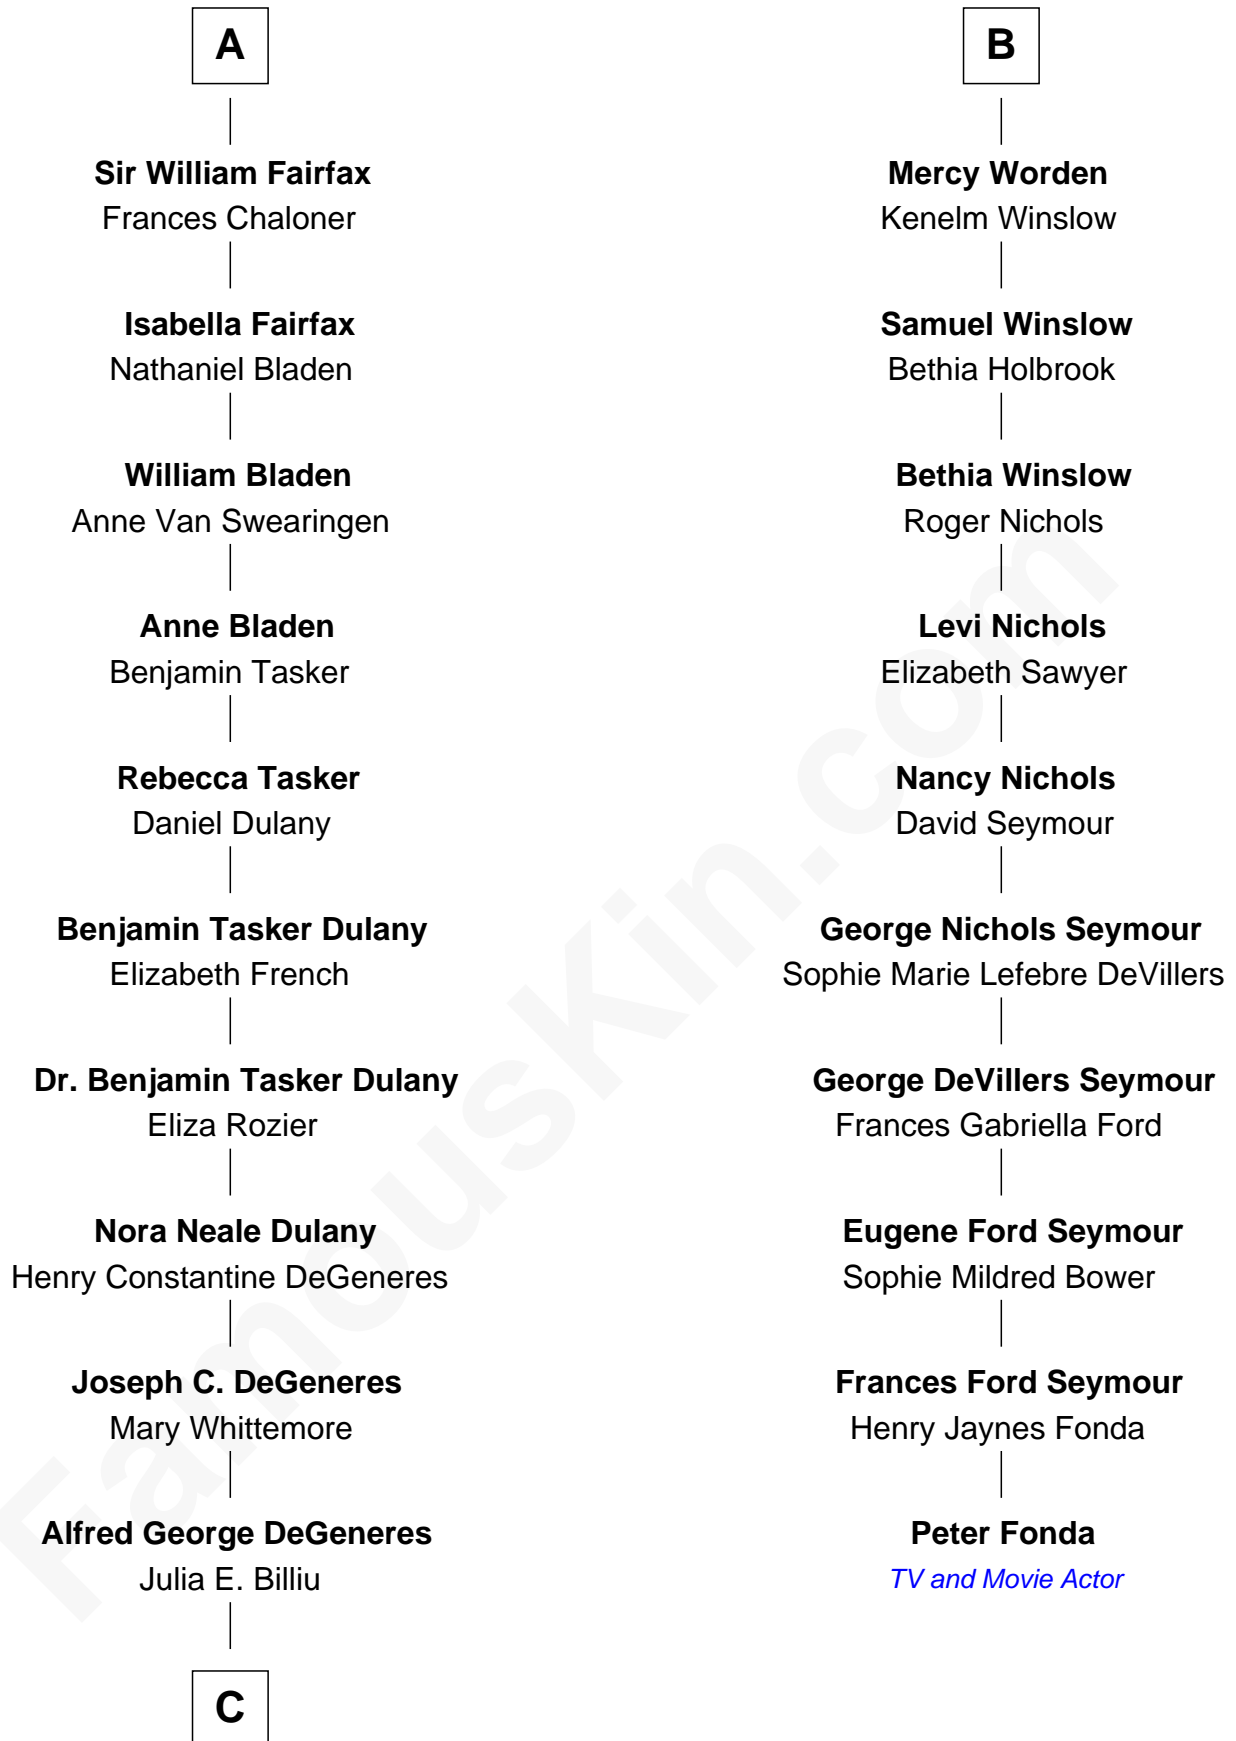 A
Sir William Fairfax
Frances Chaloner
Isabella Fairfax
Nathaniel Bladen
William Bladen
Anne Van Swearingen
Anne Bladen
Benjamin Tasker
Rebecca Tasker
Daniel Dulany
Benjamin Tasker Dulany
Elizabeth French
Dr. Benjamin Tasker Dulany
Eliza Rozier
Nora Neale Dulany
Henry Constantine DeGeneres
Joseph C. DeGeneres
Mary Whittemore
Alfred George DeGeneres
Julia E. Billiu
C
B
Mercy Worden
Kenelm Winslow
Samuel Winslow
Bethia Holbrook
Bethia Winslow
Roger Nichols
Levi Nichols
Elizabeth Sawyer
Nancy Nichols
David Seymour
George Nichols Seymour
Sophie Marie Lefebre DeVillers
George DeVillers Seymour
Frances Gabriella Ford
Eugene Ford Seymour
Sophie Mildred Bower
Frances Ford Seymour
Henry Jaynes Fonda
Peter Fonda
TV and Movie Actor
FamousKin.com